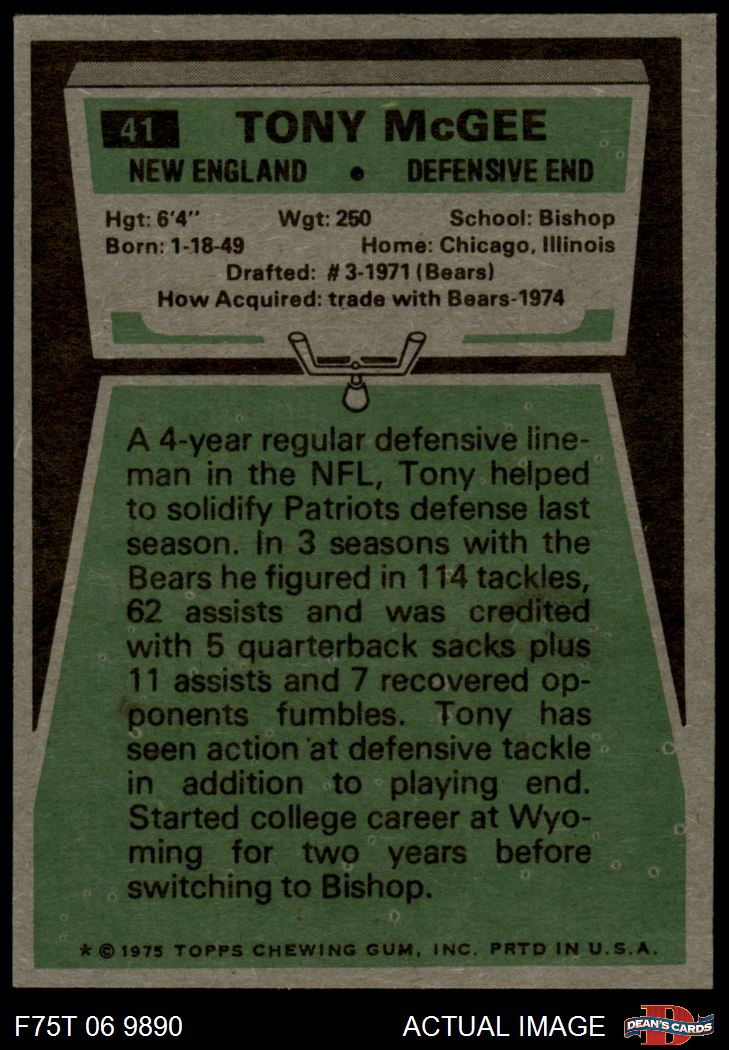 41 TONY McGEE
NEW ENGLAND • DEFENSIVE END
Hgt: 6'4" Wgt: 250 School: Bishop
Born: 1-18-49 Home: Chicago, Illinois
Drafted: #3-1971 (Bears)
How Acquired: trade with Bears-1974
A 4-year regular defensive line-
man in the NFL, Tony helped
to solidify Patriots defense last
season. In 3 seasons with the
Bears he figured in 114 tackles,
62 assists and was credited
with 5 quarterback sacks plus
11 assists and 7 recovered op-
ponents fumbles. Tony has
seen action at defensive tackle
in addition to playing end.
Started college career at Wyo-
ming for two years before
switching to Bishop.
* © 1975 TOPPS CHEWING GUM, INC. PRTD IN U.S.A.
F75T 06 9890 ACTUAL IMAGE D DEAN'S CARDS